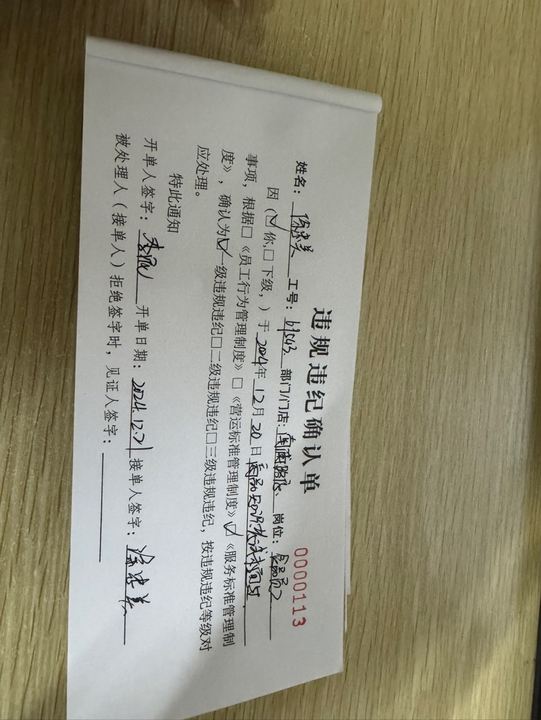 违规违纪确认单
0000113
姓名： 工号： 部门/门店： 岗位：
因（☑你,□下级,）于2024年12月20日
事项，根据□《员工行为管理制度》□《营运标准管理制度》☑《服务标准管理制
度》，确认为☑一级违规违纪□二级违规违纪□三级违规违纪，按违规违纪等级对
应处理。
特此通知
开单人签字： 开单日期：2024.12.21 接单人签字：
被处理人（接单人）拒绝签字时，见证人签字：